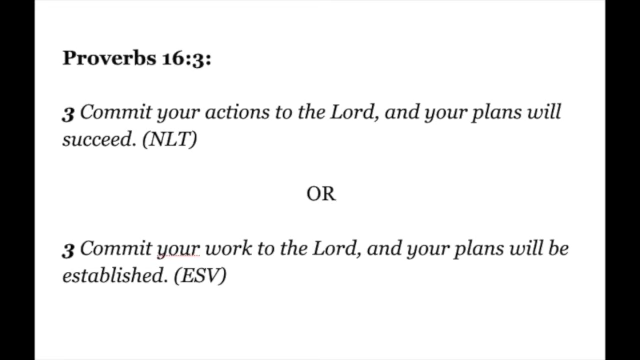 Proverbs 16:3:
3 Commit your actions to the Lord, and your plans will
succeed. (NLT)
OR
3 Commit your work to the Lord, and your plans will be
established. (ESV)